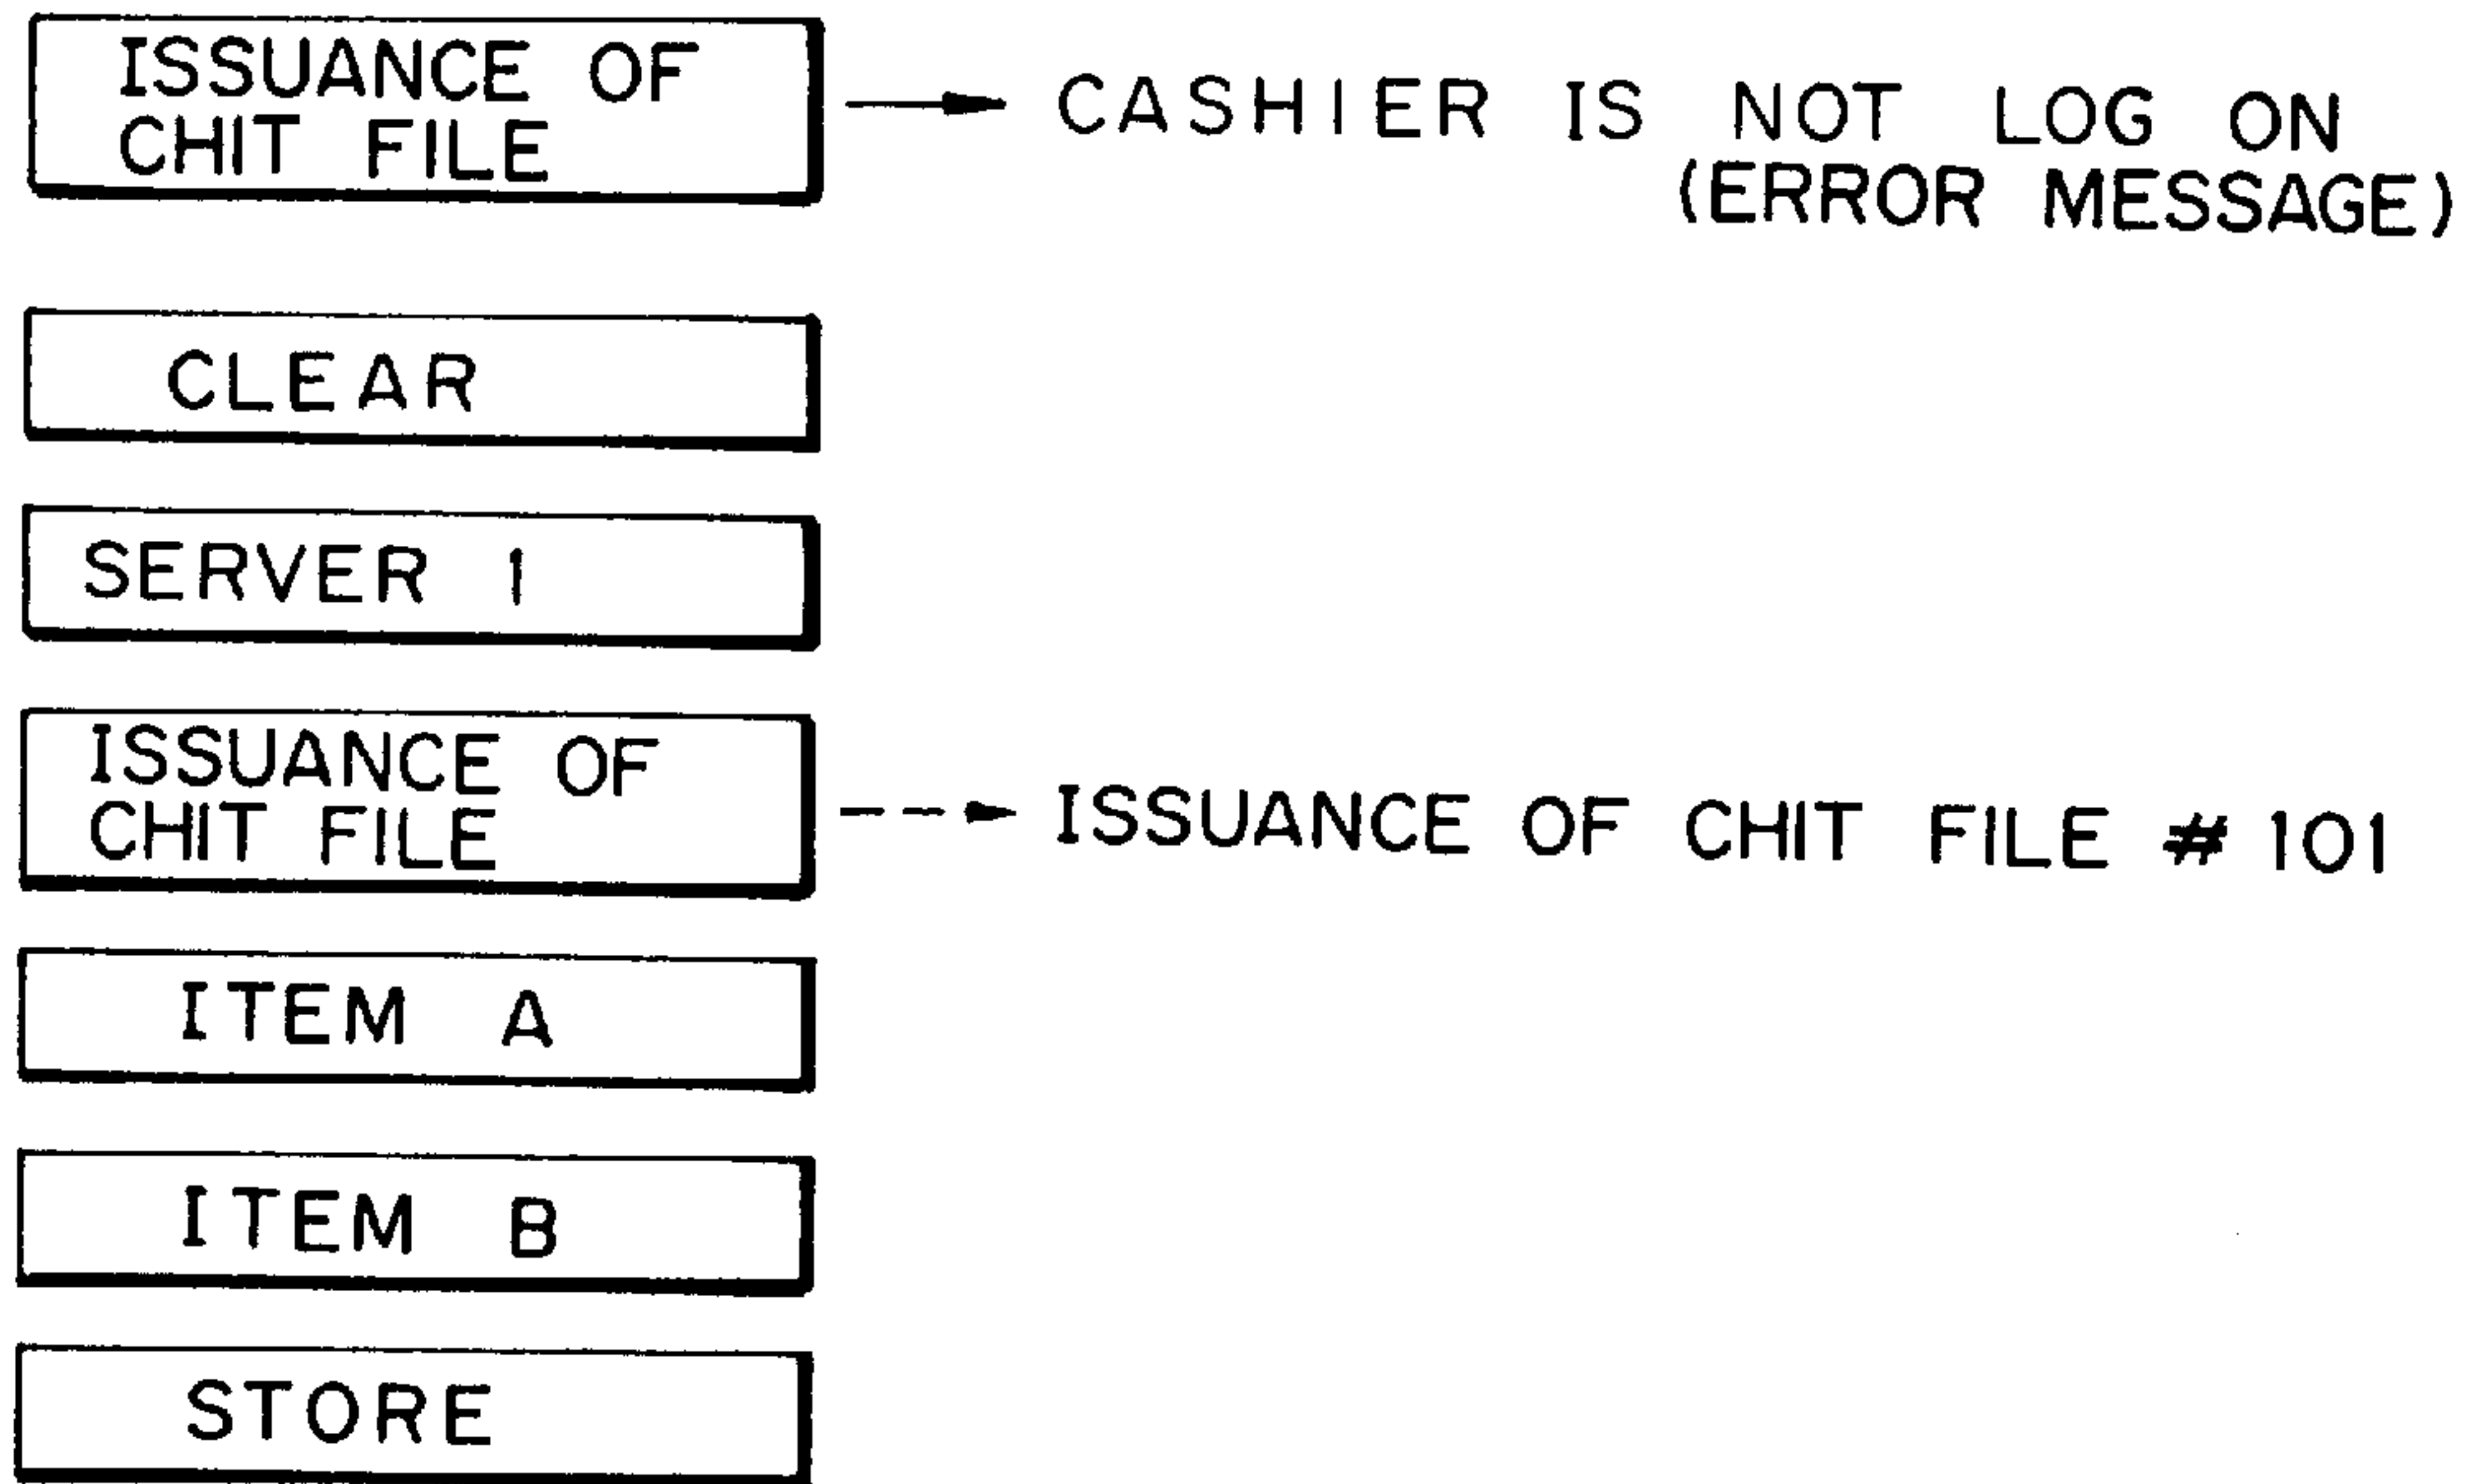 ISSUANCE OF
CHIT FILE
CASHIER IS NOT LOG ON
(ERROR MESSAGE)
CLEAR
SERVER 1
ISSUANCE OF
CHIT FILE
ISSUANCE OF CHIT FILE # 101
ITEM A
ITEM B
STORE